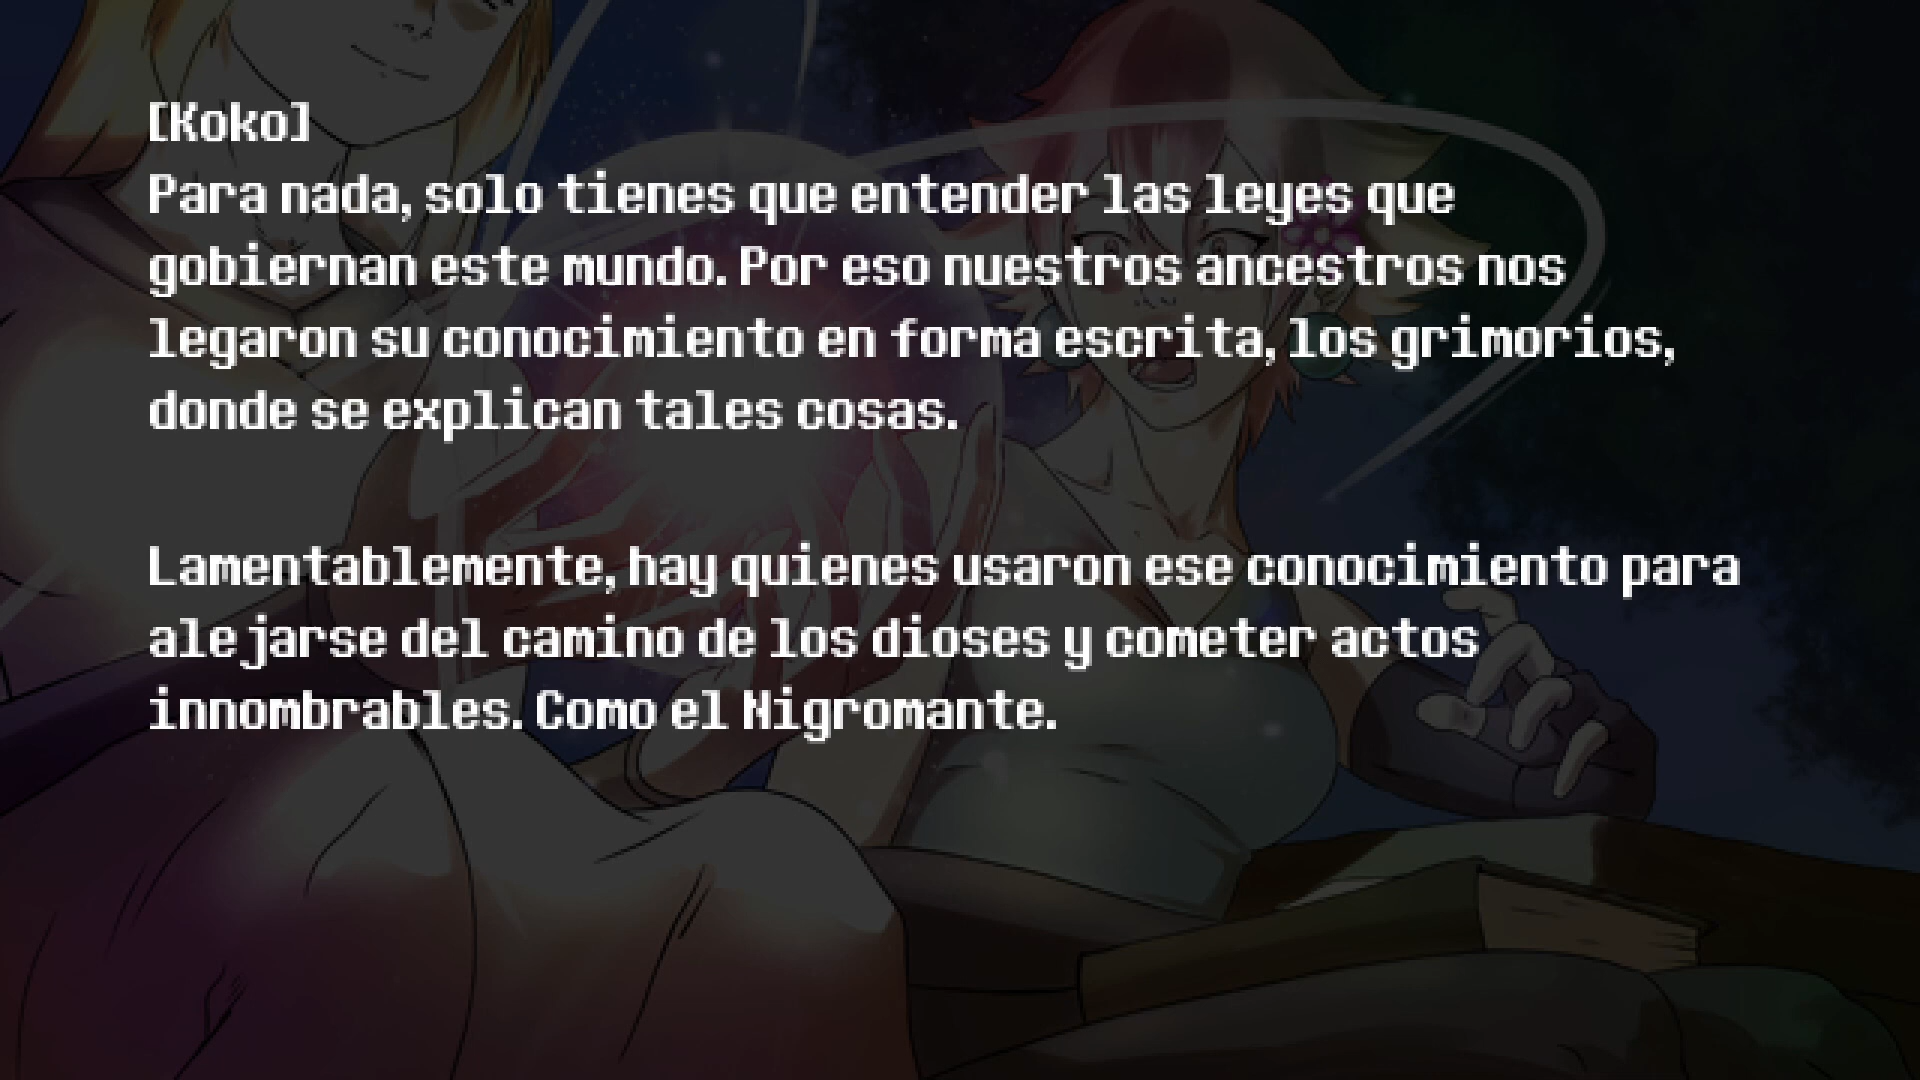 [Koko]
Para nada, solo tienes que entender las leyes que
gobiernan este mundo. Por eso nuestros ancestros nos
legaron su conocimiento en forma escrita, los grimorios,
donde se explican tales cosas.
Lamentablemente, hay quienes usaron ese conocimiento para
alejarse del camino de los dioses y cometer actos
innombrables. Como el Nigromante.